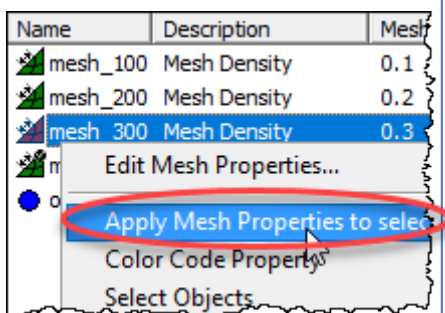 Name Description Mesh
mesh_100 Mesh Density 0.1
mesh_200 Mesh Density 0.2
mesh_300 Mesh Density 0.3
Edit Mesh Properties...
Apply Mesh Properties to selec
Color Code Property
Select Objects